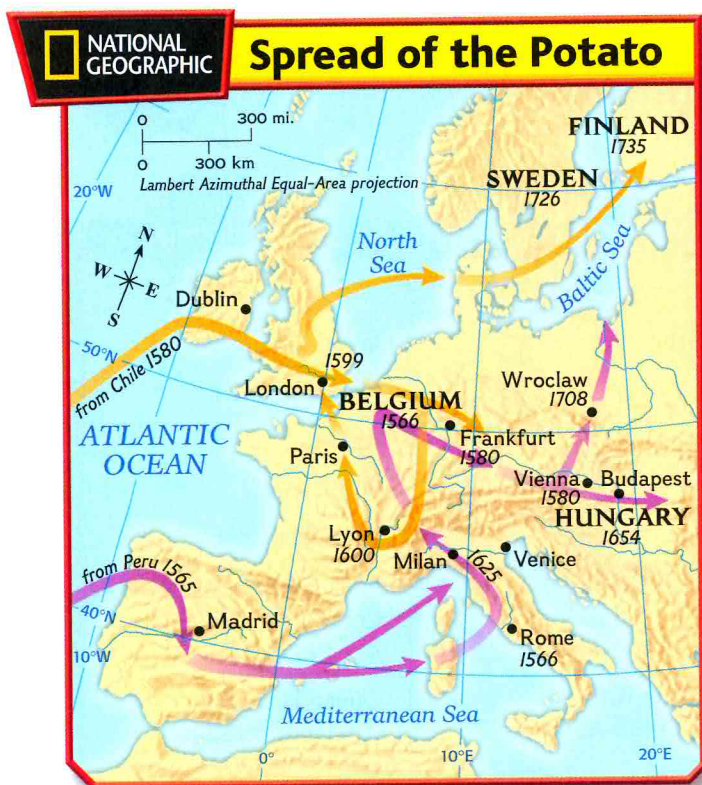 NATIONAL
GEOGRAPHIC
Spread of the Potato
0 300 mi.
0 300 km
Lambert Azimuthal Equal-Area projection
20°W
FINLAND
1735
SWEDEN
1726
N
W E
S
North
Sea
Baltic Sea
Dublin
50°N
from Chile 1580
1599
London
BELGIUM
1566
Wroclaw
1708
ATLANTIC
OCEAN
Paris
Frankfurt
1580
Vienna
1580
Budapest
HUNGARY
1654
Lyon
1600
Milan
1625
Venice
from Peru 1565
40°N
Madrid
10°W
Rome
1566
Mediterranean Sea
0°
10°E
20°E